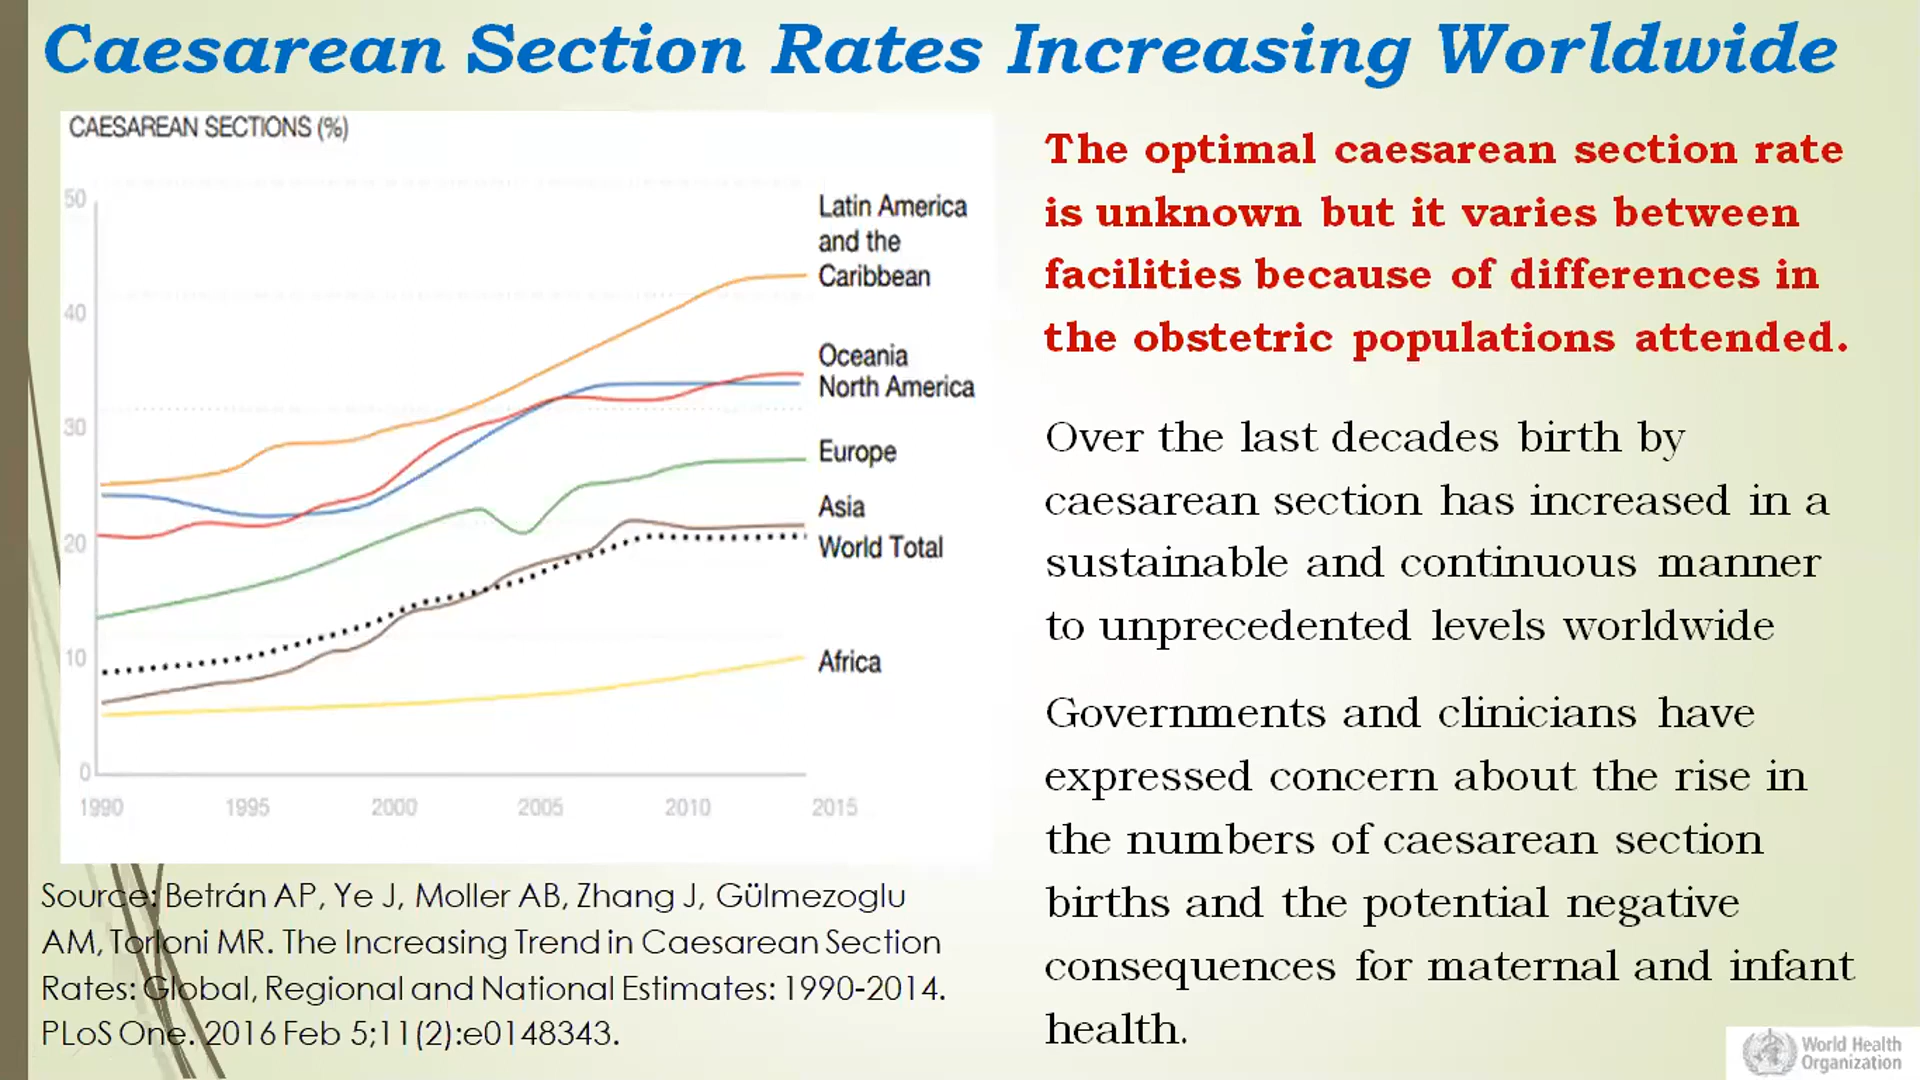 Caesarean Section Rates Increasing Worldwide
CAESAREAN SECTIONS (%)
50
40
30
20
10
0
1990 1995 2000 2005 2010 2015
Latin America
and the
Caribbean
Oceania
North America
Europe
Asia
World Total
Africa
Source: Betrán AP, Ye J, Moller AB, Zhang J, Gülmezoglu
AM, Torloni MR. The Increasing Trend in Caesarean Section
Rates: Global, Regional and National Estimates: 1990-2014.
PLoS One. 2016 Feb 5;11(2):e0148343.
The optimal caesarean section rate
is unknown but it varies between
facilities because of differences in
the obstetric populations attended.
Over the last decades birth by
caesarean section has increased in a
sustainable and continuous manner
to unprecedented levels worldwide
Governments and clinicians have
expressed concern about the rise in
the numbers of caesarean section
births and the potential negative
consequences for maternal and infant
health.
World Health
Organization